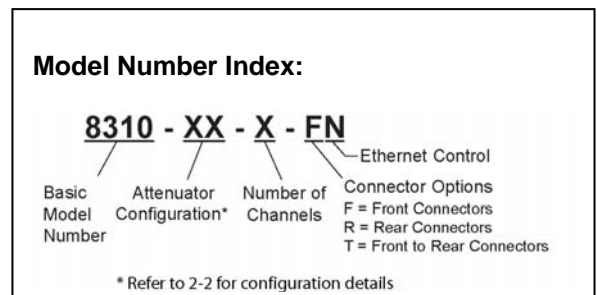 Model Number Index:
8310 - XX - X - FN
Ethernet Control
Basic Model Number
Attenuator Configuration*
Number of Channels
Connector Options
F = Front Connectors
R = Rear Connectors
T = Front to Rear Connectors
* Refer to 2-2 for configuration details